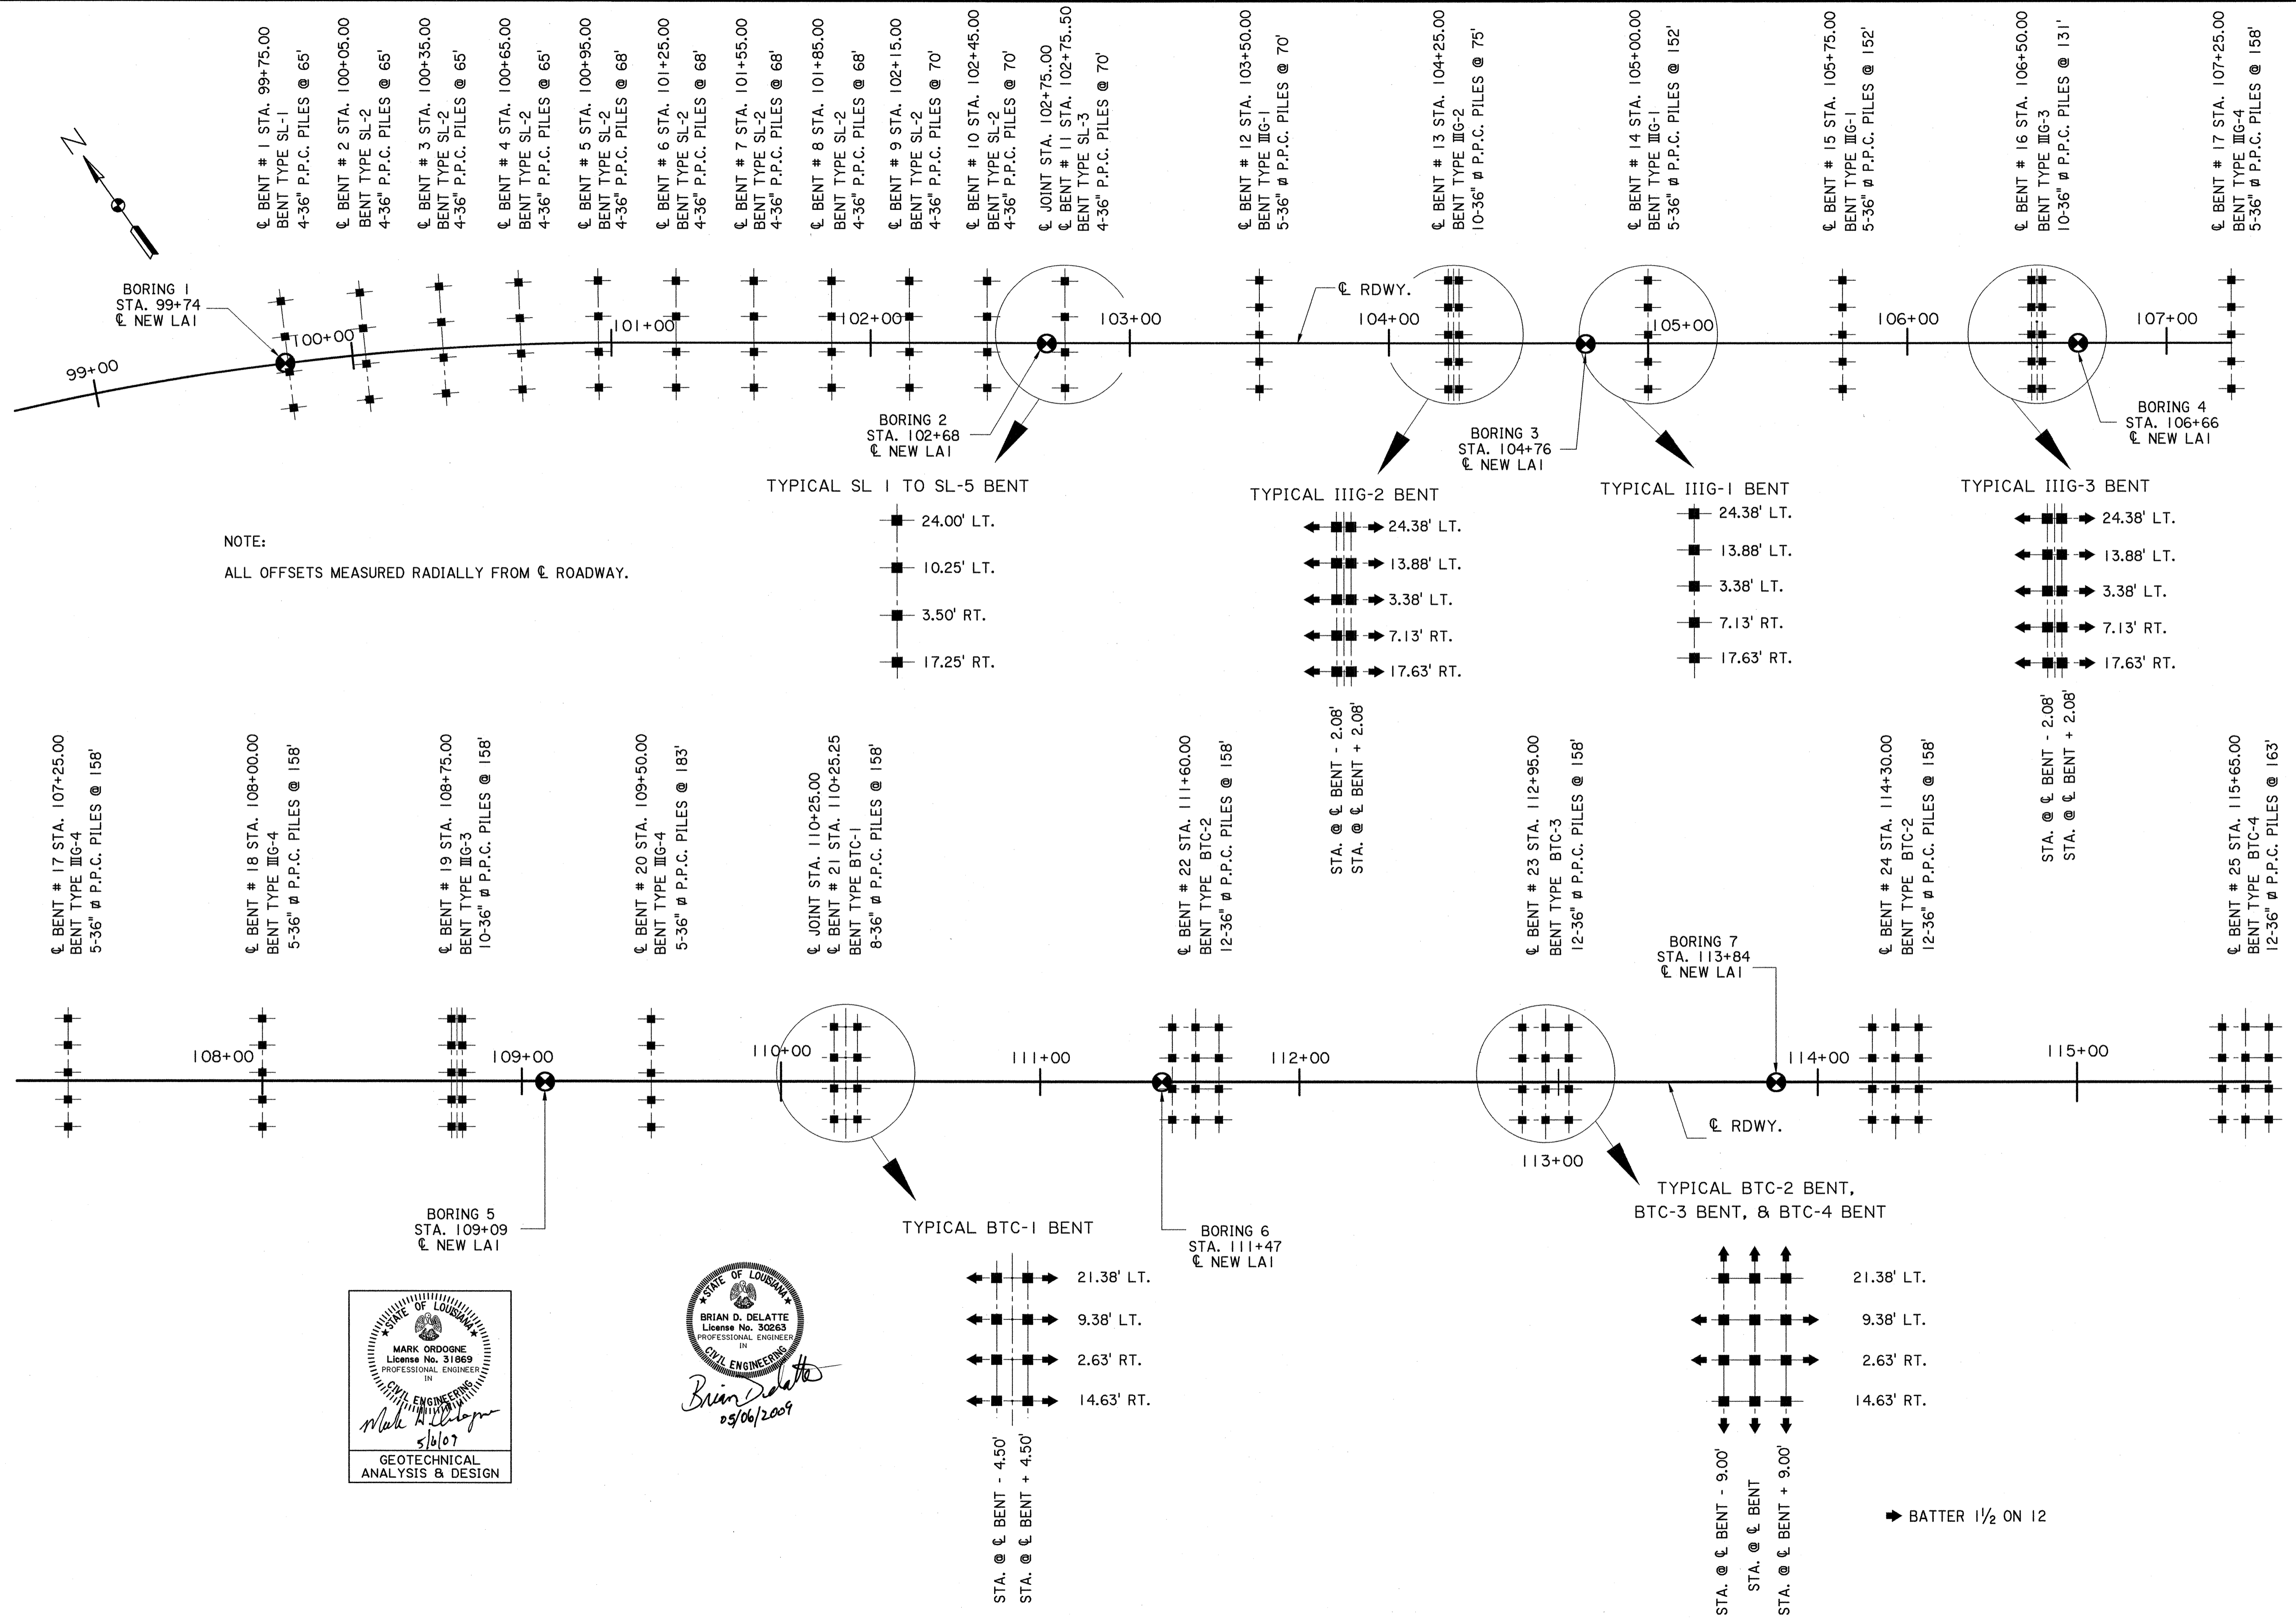 ℄ BENT # 1 STA. 99+75.00
BENT TYPE SL-1
4-36" P.P.C. PILES @ 65'
℄ BENT # 2 STA. 100+05.00
BENT TYPE SL-2
4-36" P.P.C. PILES @ 65'
℄ BENT # 3 STA. 100+35.00
BENT TYPE SL-2
4-36" P.P.C. PILES @ 65'
℄ BENT # 4 STA. 100+65.00
BENT TYPE SL-2
4-36" P.P.C. PILES @ 65'
℄ BENT # 5 STA. 100+95.00
BENT TYPE SL-2
4-36" P.P.C. PILES @ 68'
℄ BENT # 6 STA. 101+25.00
BENT TYPE SL-2
4-36" P.P.C. PILES @ 68'
℄ BENT # 7 STA. 101+55.00
BENT TYPE SL-2
4-36" P.P.C. PILES @ 68'
℄ BENT # 8 STA. 101+85.00
BENT TYPE SL-2
4-36" P.P.C. PILES @ 68'
℄ BENT # 9 STA. 102+15.00
BENT TYPE SL-2
4-36" P.P.C. PILES @ 70'
℄ BENT # 10 STA. 102+45.00
BENT TYPE SL-2
4-36" P.P.C. PILES @ 70'
℄ JOINT STA. 102+75..00
℄ BENT # 11 STA. 102+75..50
BENT TYPE SL-3
4-36" P.P.C. PILES @ 70'
℄ BENT # 12 STA. 103+50.00
BENT TYPE IIIG-1
5-36" ⌀ P.P.C. PILES @ 70'
℄ BENT # 13 STA. 104+25.00
BENT TYPE IIIG-2
10-36" ⌀ P.P.C. PILES @ 75'
℄ BENT # 14 STA. 105+00.00
BENT TYPE IIIG-1
5-36" ⌀ P.P.C. PILES @ 152'
℄ BENT # 15 STA. 105+75.00
BENT TYPE IIIG-1
5-36" ⌀ P.P.C. PILES @ 152'
℄ BENT # 16 STA. 106+50.00
BENT TYPE IIIG-3
10-36" ⌀ P.P.C. PILES @ 131'
℄ BENT # 17 STA. 107+25.00
BENT TYPE IIIG-4
5-36" ⌀ P.P.C. PILES @ 158'
N
BORING 1
STA. 99+74
℄ NEW LA1
℄ RDWY.
99+00
100+00
101+00
102+00
103+00
104+00
105+00
106+00
107+00
BORING 2
STA. 102+68
℄ NEW LA1
BORING 3
STA. 104+76
℄ NEW LA1
BORING 4
STA. 106+66
℄ NEW LA1
NOTE:
ALL OFFSETS MEASURED RADIALLY FROM ℄ ROADWAY.
TYPICAL SL 1 TO SL-5 BENT
24.00' LT.
10.25' LT.
3.50' RT.
17.25' RT.
TYPICAL IIIG-2 BENT
24.38' LT.
13.88' LT.
3.38' LT.
7.13' RT.
17.63' RT.
STA. @ ℄ BENT - 2.08'
STA. @ ℄ BENT + 2.08'
TYPICAL IIIG-1 BENT
24.38' LT.
13.88' LT.
3.38' LT.
7.13' RT.
17.63' RT.
TYPICAL IIIG-3 BENT
24.38' LT.
13.88' LT.
3.38' LT.
7.13' RT.
17.63' RT.
STA. @ ℄ BENT - 2.08'
STA. @ ℄ BENT + 2.08'
℄ BENT # 17 STA. 107+25.00
BENT TYPE IIIG-4
5-36" ⌀ P.P.C. PILES @ 158'
℄ BENT # 18 STA. 108+00.00
BENT TYPE IIIG-4
5-36" ⌀ P.P.C. PILES @ 158'
℄ BENT # 19 STA. 108+75.00
BENT TYPE IIIG-3
10-36" ⌀ P.P.C. PILES @ 158'
℄ BENT # 20 STA. 109+50.00
BENT TYPE IIIG-4
5-36" ⌀ P.P.C. PILES @ 183'
℄ JOINT STA. 110+25.00
℄ BENT # 21 STA. 110+25.25
BENT TYPE BTC-1
8-36" ⌀ P.P.C. PILES @ 158'
℄ BENT # 22 STA. 111+60.00
BENT TYPE BTC-2
12-36" ⌀ P.P.C. PILES @ 158'
℄ BENT # 23 STA. 112+95.00
BENT TYPE BTC-3
12-36" ⌀ P.P.C. PILES @ 158'
℄ BENT # 24 STA. 114+30.00
BENT TYPE BTC-2
12-36" ⌀ P.P.C. PILES @ 158'
℄ BENT # 25 STA. 115+65.00
BENT TYPE BTC-4
12-36" ⌀ P.P.C. PILES @ 163'
BORING 7
STA. 113+84
℄ NEW LA1
108+00
109+00
110+00
111+00
112+00
113+00
114+00
115+00
℄ RDWY.
BORING 5
STA. 109+09
℄ NEW LA1
BORING 6
STA. 111+47
℄ NEW LA1
TYPICAL BTC-1 BENT
21.38' LT.
9.38' LT.
2.63' RT.
14.63' RT.
STA. @ ℄ BENT - 4.50'
STA. @ ℄ BENT + 4.50'
TYPICAL BTC-2 BENT,
BTC-3 BENT, & BTC-4 BENT
21.38' LT.
9.38' LT.
2.63' RT.
14.63' RT.
STA. @ ℄ BENT - 9.00'
STA. @ ℄ BENT
STA. @ ℄ BENT + 9.00'
BATTER 1½ ON 12
STATE OF LOUISIANA
MARK ORDOGNE
License No. 31869
PROFESSIONAL ENGINEER
IN
CIVIL ENGINEERING
5/6/09
GEOTECHNICAL
ANALYSIS & DESIGN
STATE OF LOUISIANA
BRIAN D. DELATTE
License No. 30263
PROFESSIONAL ENGINEER
IN
CIVIL ENGINEERING
Brian Delatte
05/06/2009